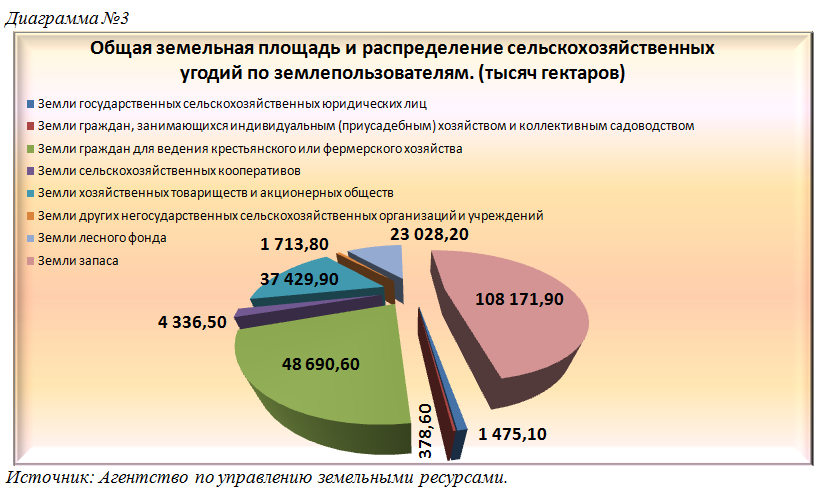 Диаграмма №3
Общая земельная площадь и распределение сельскохозяйственных
угодий по землепользователям. (тысяч гектаров)
Земли государственных сельскохозяйственных юридических лиц
Земли граждан, занимающихся индивидуальным (приусадебным) хозяйством и коллективным садоводством
Земли граждан для ведения крестьянского или фермерского хозяйства
Земли сельскохозяйственных кооперативов
Земли хозяйственных товариществ и акционерных обществ
Земли других негосударственных сельскохозяйственных организаций и учреждений
Земли лесного фонда
Земли запаса
23 028,20
1 713,80
37 429,90
108 171,90
4 336,50
48 690,60
378,60
1 475,10
Источник: Агентство по управлению земельными ресурсами.